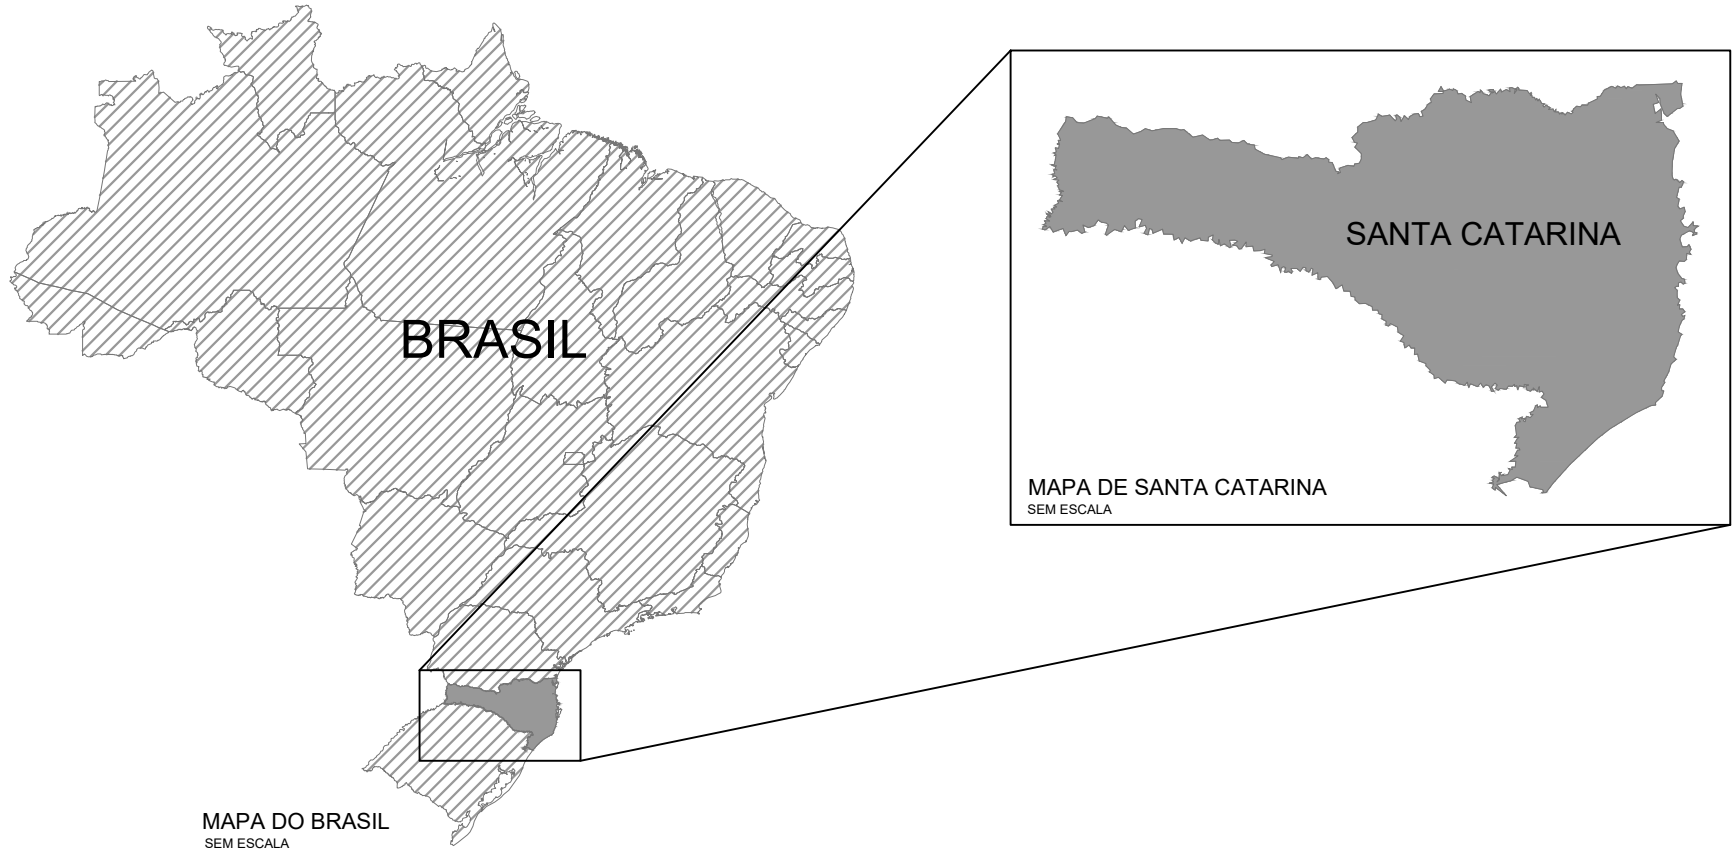 BRASIL
MAPA DO BRASIL
SEM ESCALA
SANTA CATARINA
MAPA DE SANTA CATARINA
SEM ESCALA